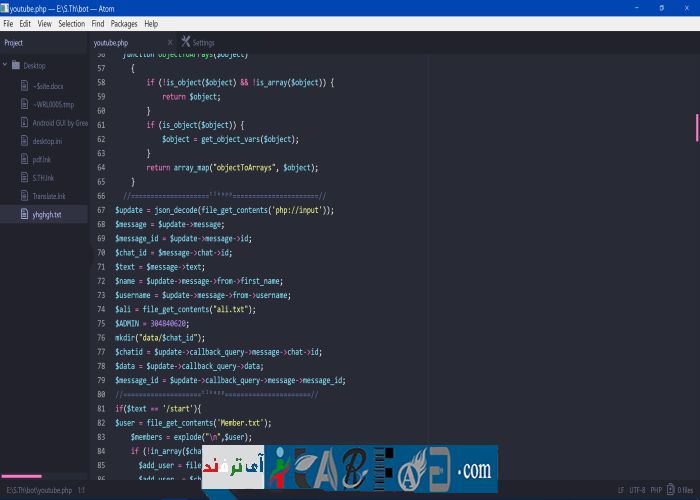 youtube.php — E:\S.Th\bot — Atom
File Edit View Selection Find Packages Help
Project
youtube.php
Settings
Desktop
~$site.docx
~WRL0005.tmp
Android GUI by Grea
desktop.ini
pdf.lnk
S.TH.lnk
Translate.lnk
yhghgh.txt
56 function objectToArrays($object)
57 {
58 if (!is_object($object) && !is_array($object)) {
59 return $object;
60 }
61 if (is_object($object)) {
62 $object = get_object_vars($object);
63 }
64 return array_map("objectToArrays", $object);
65 }
66
67 $update = json_decode(file_get_contents('php://input'));
68 $message = $update->message;
69 $message_id = $update->message->id;
70 $chat_id = $message->chat->id;
71 $text = $message->text;
72 $name = $update->message->from->first_name;
73 $username = $update->message->from->username;
74 $ali = file_get_contents("ali.txt");
75 $ADMIN = 304840620;
76 mkdir("data/$chat_id");
77 $chatid = $update->callback_query->message->chat->id;
78 $data = $update->callback_query->data;
79 $message_id = $update->callback_query->message->message_id;
80
81 if($text == '/start'){
82 $user = file_get_contents('Member.txt');
83 $members = explode("\n",$user);
84 if (!in_array($cha
85 $add_user = file
86 $add_user = $cha
آی ترفند
.com
E:\S.Th\bot\youtube.php 1:1
LF UTF-8 PHP 0 files